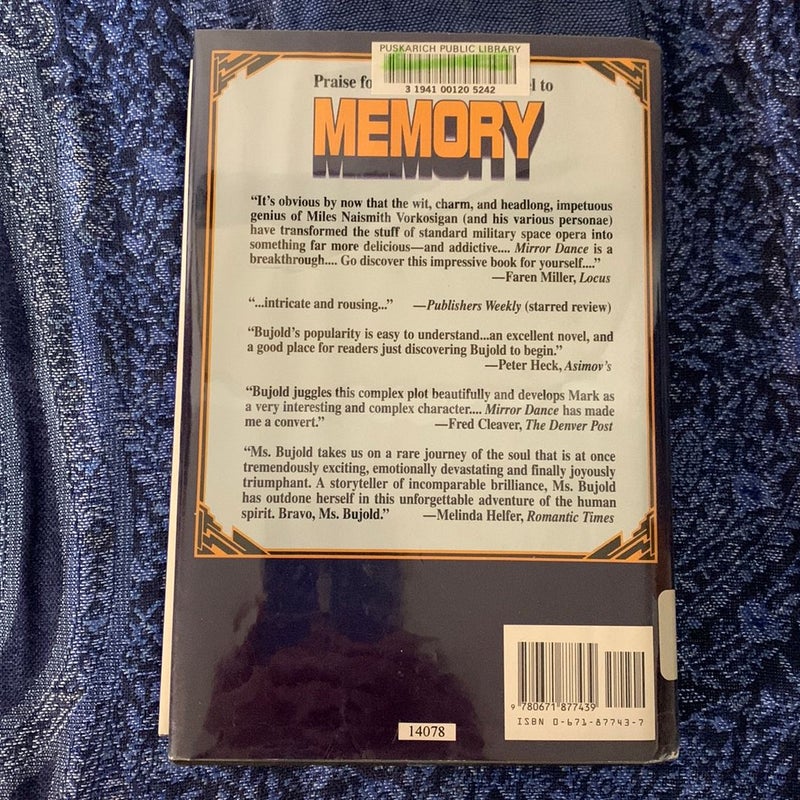 PUSKARICH PUBLIC LIBRARY
3 1941 00120 5242
Praise fo l to
MEMORY
“It’s obvious by now that the wit, charm, and headlong, impetuous
genius of Miles Naismith Vorkosigan (and his various personae)
have transformed the stuff of standard military space opera into
something far more delicious—and addictive.... Mirror Dance is a
breakthrough.... Go discover this impressive book for yourself....”
—Faren Miller, Locus
“...intricate and rousing...” —Publishers Weekly (starred review)
“Bujold’s popularity is easy to understand...an excellent novel, and
a good place for readers just discovering Bujold to begin.”
—Peter Heck, Asimov’s
“Bujold juggles this complex plot beautifully and develops Mark as
a very interesting and complex character.... Mirror Dance has made
me a convert.” —Fred Cleaver, The Denver Post
“Ms. Bujold takes us on a rare journey of the soul that is at once
tremendously exciting, emotionally devastating and finally joyously
triumphant. A storyteller of incomparable brilliance, Ms. Bujold
has outdone herself in this unforgettable adventure of the human
spirit. Bravo, Ms. Bujold.” —Melinda Helfer, Romantic Times
9 780671 877439
ISBN 0-671-87743-7
14078